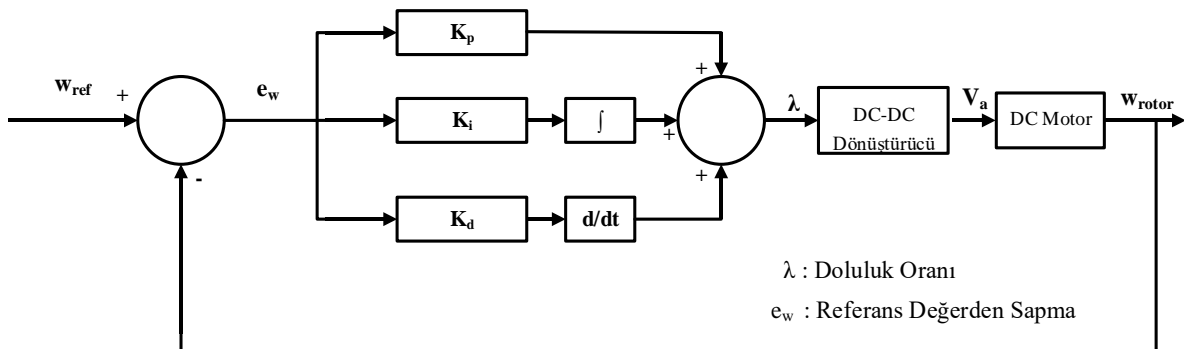 K_p
w_ref
+
e_w
K_i
∫
+
+
+
λ
DC-DC
Dönüştürücü
V_a
DC Motor
w_rotor
-
K_d
d/dt
λ : Doluluk Oranı
e_w : Referans Değerden Sapma